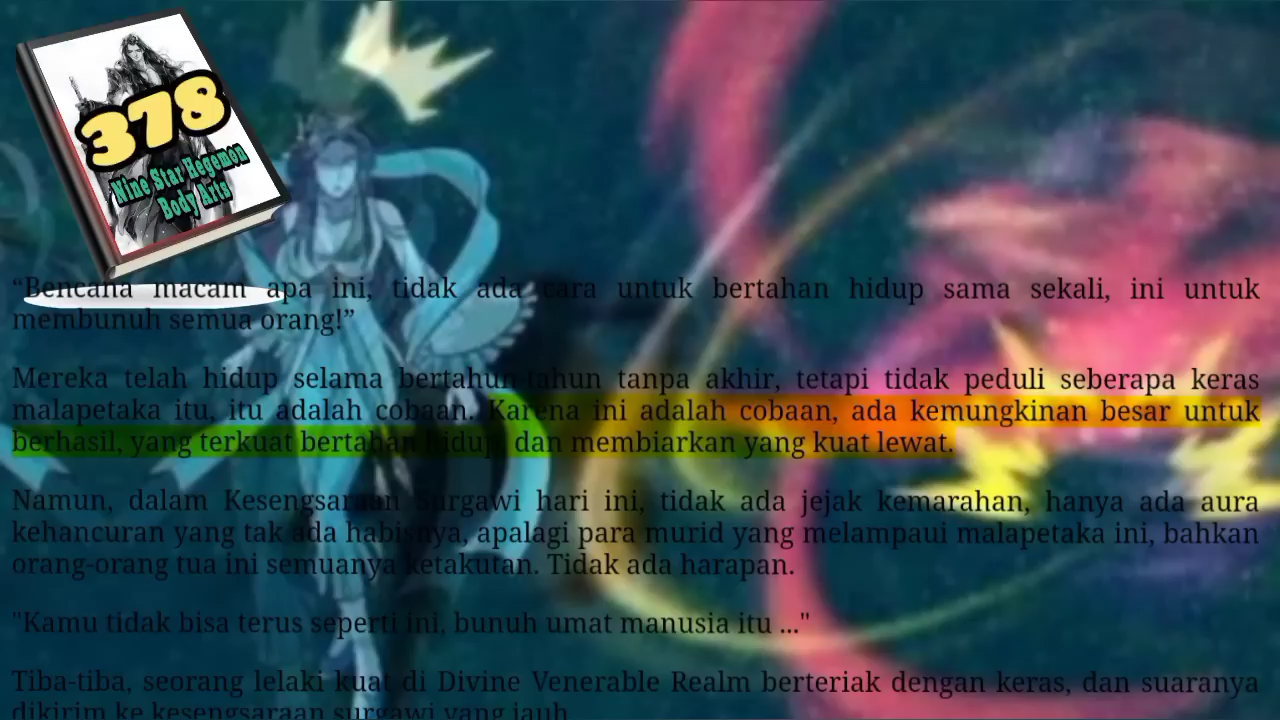 378
Nine Star Hegemon
Body Arts
“Bencana macam apa ini, tidak ada cara untuk bertahan hidup sama sekali, ini untuk
membunuh semua orang!”
Mereka telah hidup selama bertahun-tahun tanpa akhir, tetapi tidak peduli seberapa keras
malapetaka itu, itu adalah cobaan. Karena ini adalah cobaan, ada kemungkinan besar untuk
berhasil, yang terkuat bertahan hidup, dan membiarkan yang kuat lewat.
Namun, dalam Kesengsaraan Surgawi hari ini, tidak ada jejak kemarahan, hanya ada aura
kehancuran yang tak ada habisnya, apalagi para murid yang melampaui malapetaka ini, bahkan
orang-orang tua ini semuanya ketakutan. Tidak ada harapan.
"Kamu tidak bisa terus seperti ini, bunuh umat manusia itu ..."
Tiba-tiba, seorang lelaki kuat di Divine Venerable Realm berteriak dengan keras, dan suaranya
dikirim ke kesengsaraan surgawi yang jauh